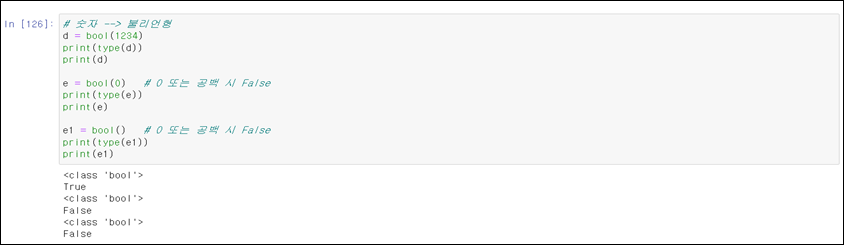 In [126]: # 숫자 --> 불리언형
d = bool(1234)
print(type(d))
print(d)
e = bool(0) # 0 또는 공백 시 False
print(type(e))
print(e)
e1 = bool() # 0 또는 공백 시 False
print(type(e1))
print(e1)
<class 'bool'>
True
<class 'bool'>
False
<class 'bool'>
False